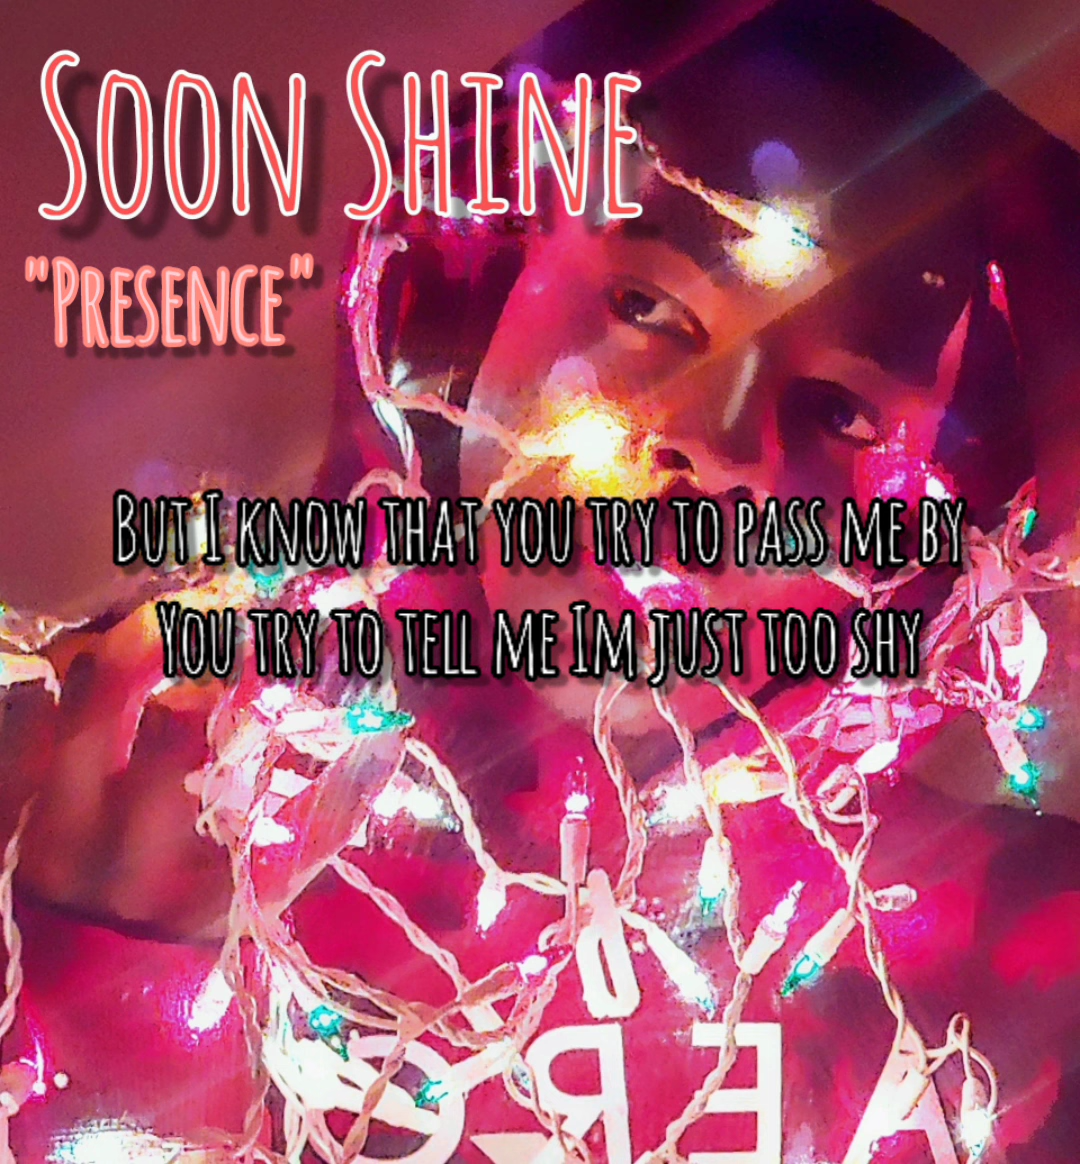 Soon Shine
"Presence"
But I know that you try to pass me by
You try to tell me Im just too shy